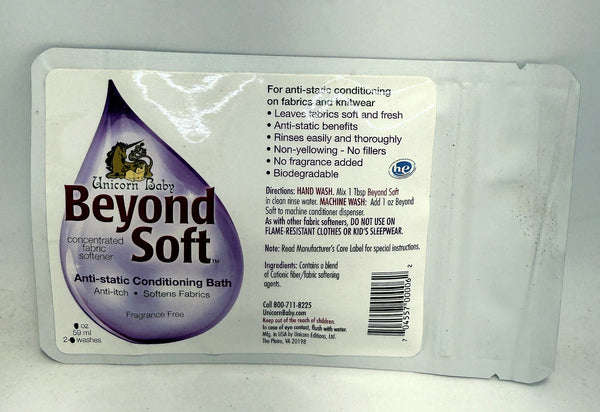 Unicorn Baby
Beyond
Soft™
concentrated
fabric
softener
Anti-static Conditioning Bath
Anti-itch • Softens Fabrics
Fragrance Free
oz
59 ml
washes
For anti-static conditioning
on fabrics and knitwear
• Leaves fabrics soft and fresh
• Anti-static benefits
• Rinses easily and thoroughly
• Non-yellowing - No fillers
• No fragrance added
• Biodegradable
he
Directions: HAND WASH. Mix 1 Tbsp Beyond Soft
in clean rinse water. MACHINE WASH: Add 1 oz Beyond
Soft to machine conditioner dispenser.
As with other fabric softeners, DO NOT USE ON
FLAME-RESISTANT CLOTHES OR KID'S SLEEPWEAR.
Note: Read Manufacturer's Care Label for special instructions.
Ingredients: Contains a blend
of Cationic fiber/fabric softening
agents.
Call 800-711-8225
UnicornBaby.com
Keep out of the reach of children.
In case of eye contact, flush with water.
Mfg. in USA by Unicorn Editions, Ltd.
The Plains, VA 20198
7 04557 00006 2